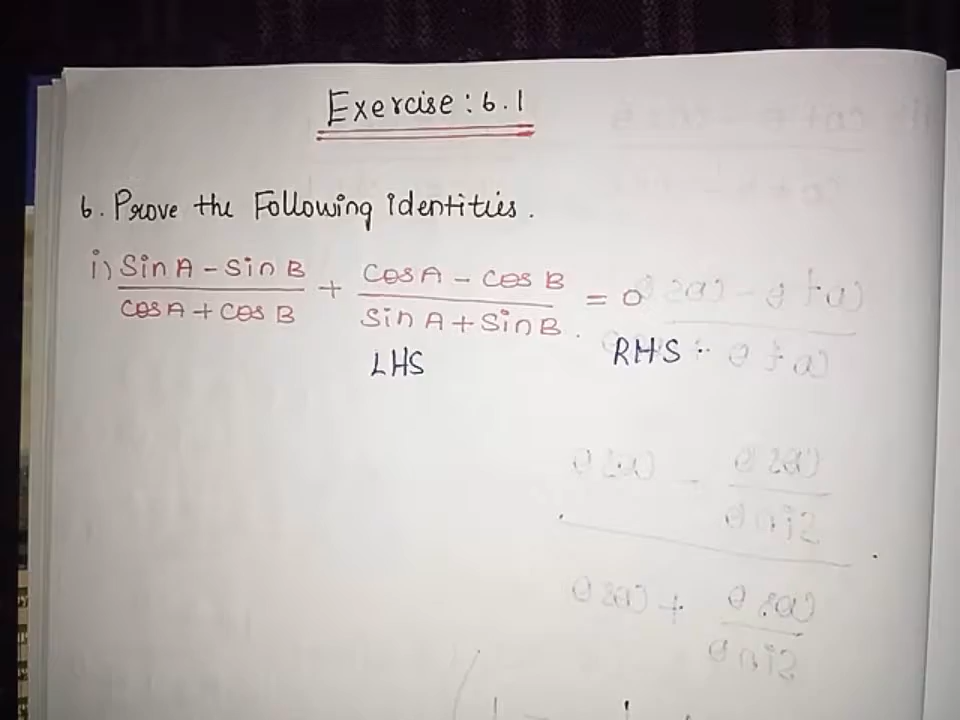 Exercise: 6.1
6. Prove the Following identities.
i) Sin A - Sin B / Cos A + Cos B + Cos A - Cos B / Sin A + Sin B. = 0
LHS RHS :-